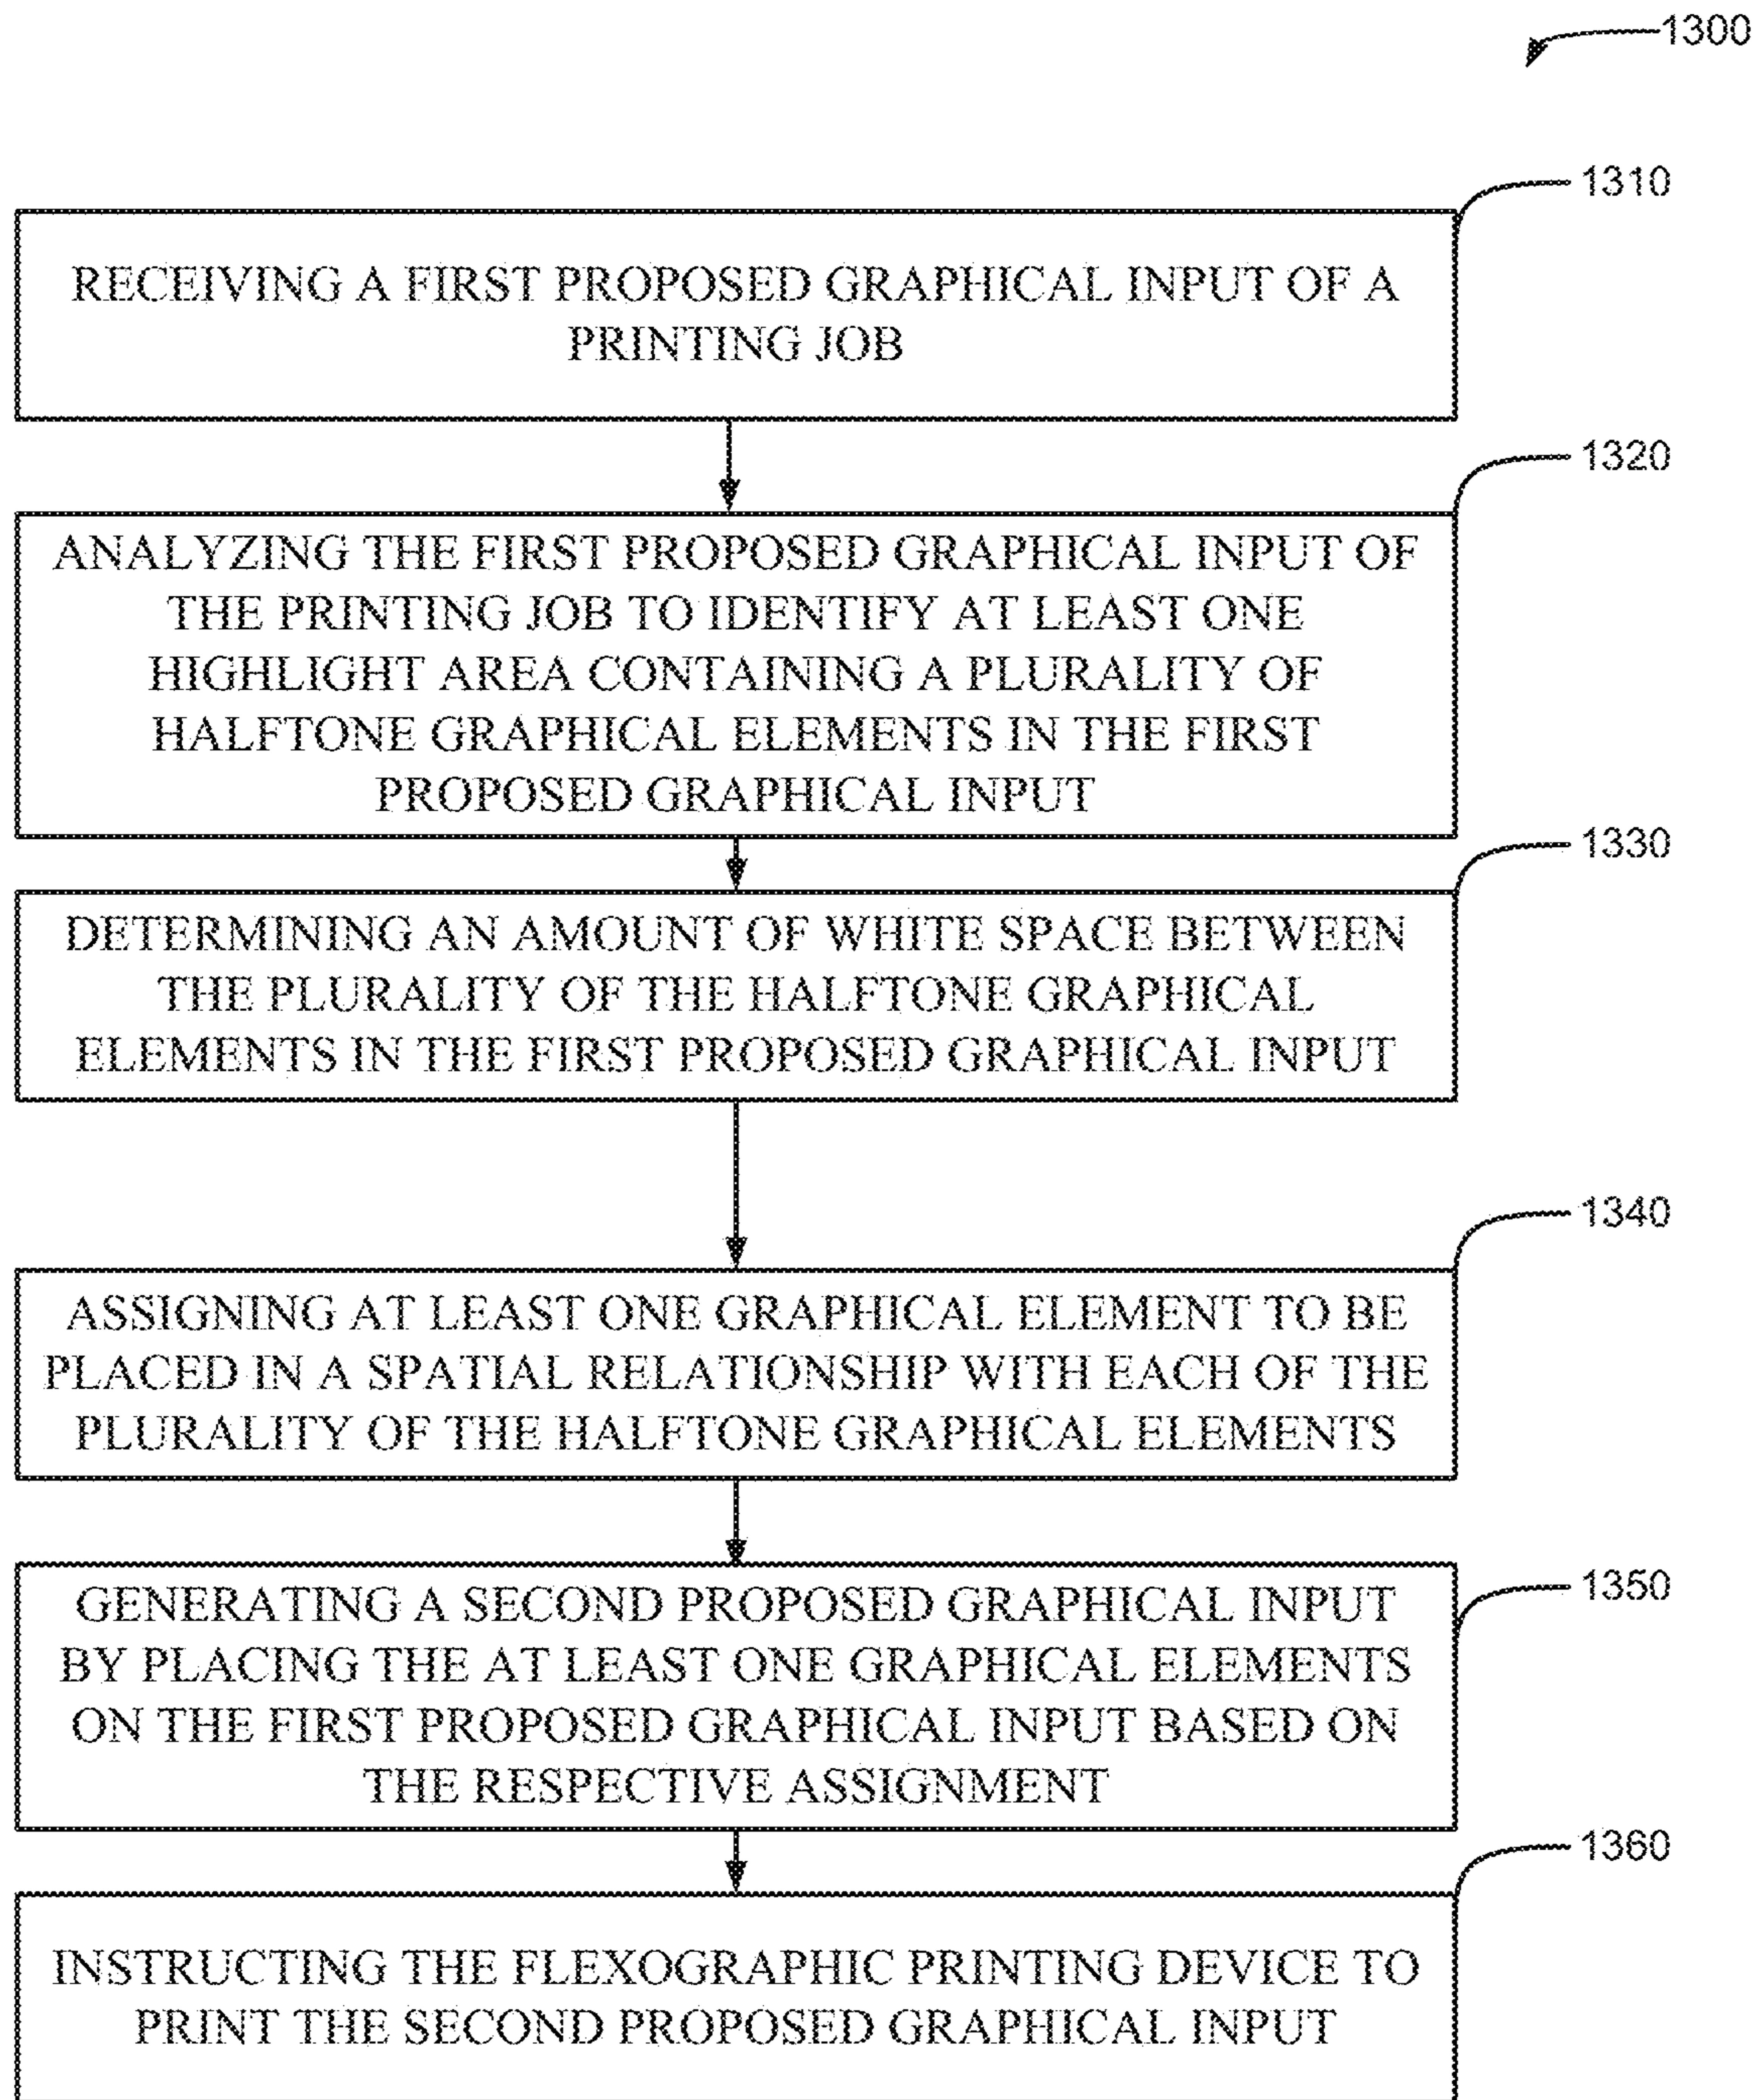 1300
1310
RECEIVING A FIRST PROPOSED GRAPHICAL INPUT OF A
PRINTING JOB
1320
ANALYZING THE FIRST PROPOSED GRAPHICAL INPUT OF
THE PRINTING JOB TO IDENTIFY AT LEAST ONE
HIGHLIGHT AREA CONTAINING A PLURALITY OF
HALFTONE GRAPHICAL ELEMENTS IN THE FIRST
PROPOSED GRAPHICAL INPUT
1330
DETERMINING AN AMOUNT OF WHITE SPACE BETWEEN
THE PLURALITY OF THE HALFTONE GRAPHICAL
ELEMENTS IN THE FIRST PROPOSED GRAPHICAL INPUT
1340
ASSIGNING AT LEAST ONE GRAPHICAL ELEMENT TO BE
PLACED IN A SPATIAL RELATIONSHIP WITH EACH OF THE
PLURALITY OF THE HALFTONE GRAPHICAL ELEMENTS
1350
GENERATING A SECOND PROPOSED GRAPHICAL INPUT
BY PLACING THE AT LEAST ONE GRAPHICAL ELEMENTS
ON THE FIRST PROPOSED GRAPHICAL INPUT BASED ON
THE RESPECTIVE ASSIGNMENT
1360
INSTRUCTING THE FLEXOGRAPHIC PRINTING DEVICE TO
PRINT THE SECOND PROPOSED GRAPHICAL INPUT